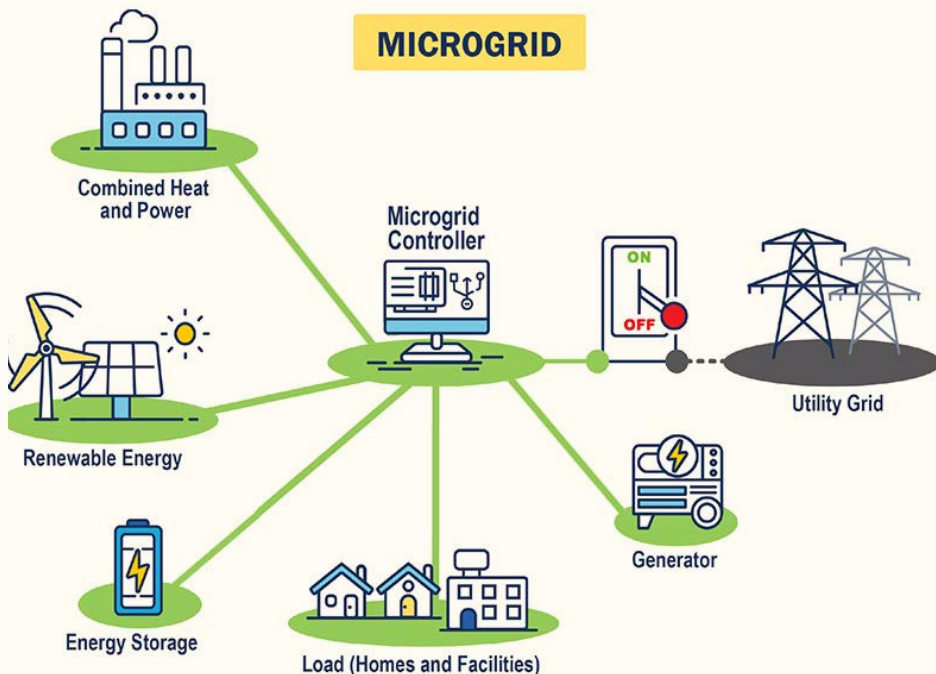 MICROGRID
Combined Heat
and Power
Microgrid
Controller
ON
OFF
Utility Grid
Renewable Energy
Generator
Energy Storage
Load (Homes and Facilities)